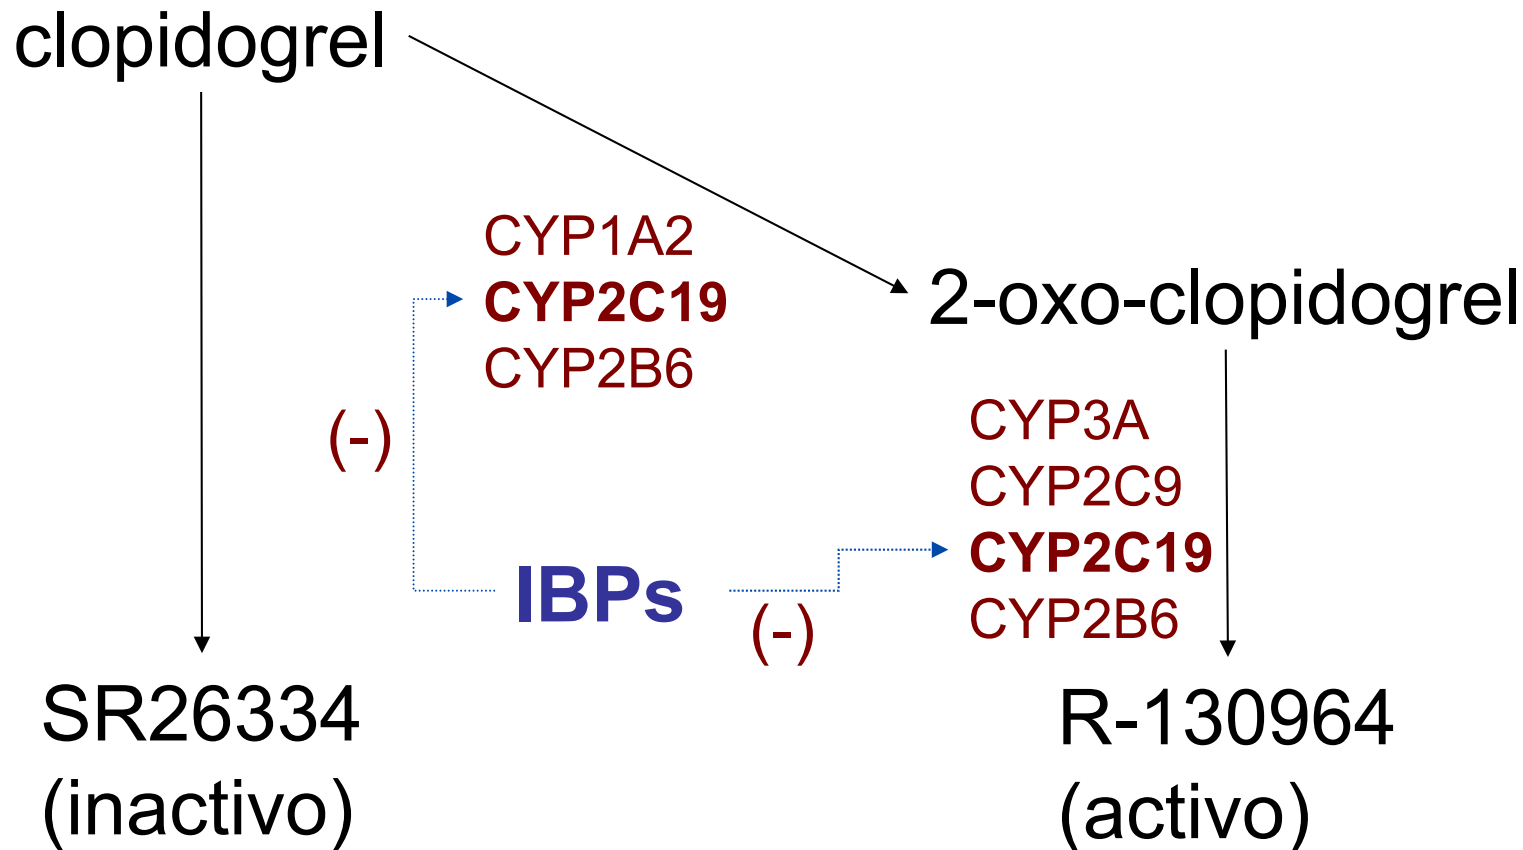 clopidogrel
CYP1A2
CYP2C19
CYP2B6
2-oxo-clopidogrel
(-)
CYP3A
CYP2C9
CYP2C19
CYP2B6
IBPs
(-)
SR26334
(inactivo)
R-130964
(activo)